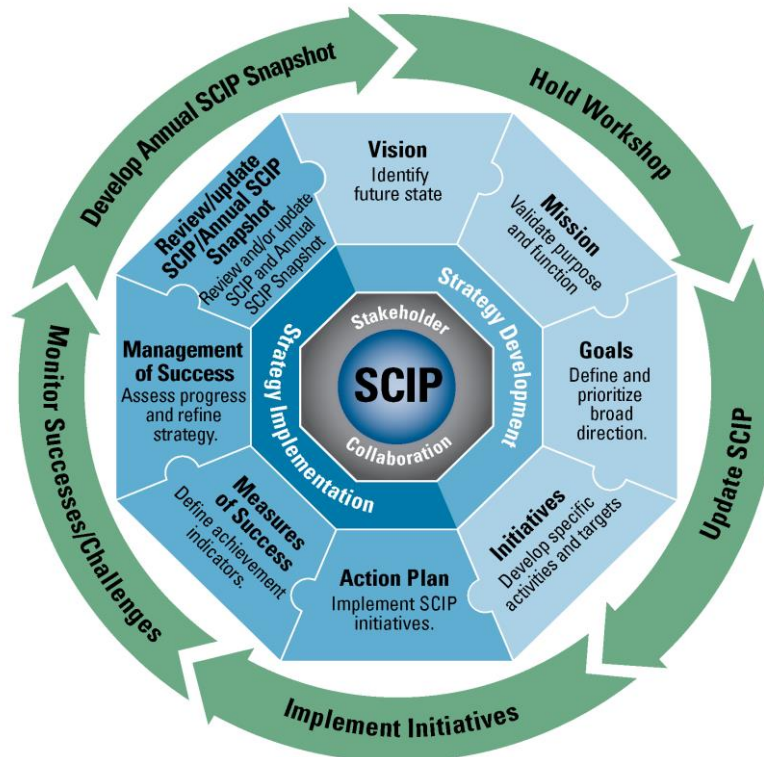 Develop Annual SCIP Snapshot
Hold Workshop
Update SCIP
Implement Initiatives
Monitor Successes/Challenges
Vision
Identify
future state
Mission
Validate purpose
and function
Goals
Define and
prioritize
broad
direction.
Initiatives
Develop specific
activities and targets
Action Plan
Implement SCIP
initiatives.
Measures
of Success
Define achievement
indicators.
Management
of Success
Assess progress
and refine
strategy.
Review/update
SCIP/Annual SCIP
Snapshot
Review and/or update
SCIP and Annual
SCIP Snapshot
Strategy Development
Strategy Implementation
Stakeholder
SCIP
Collaboration